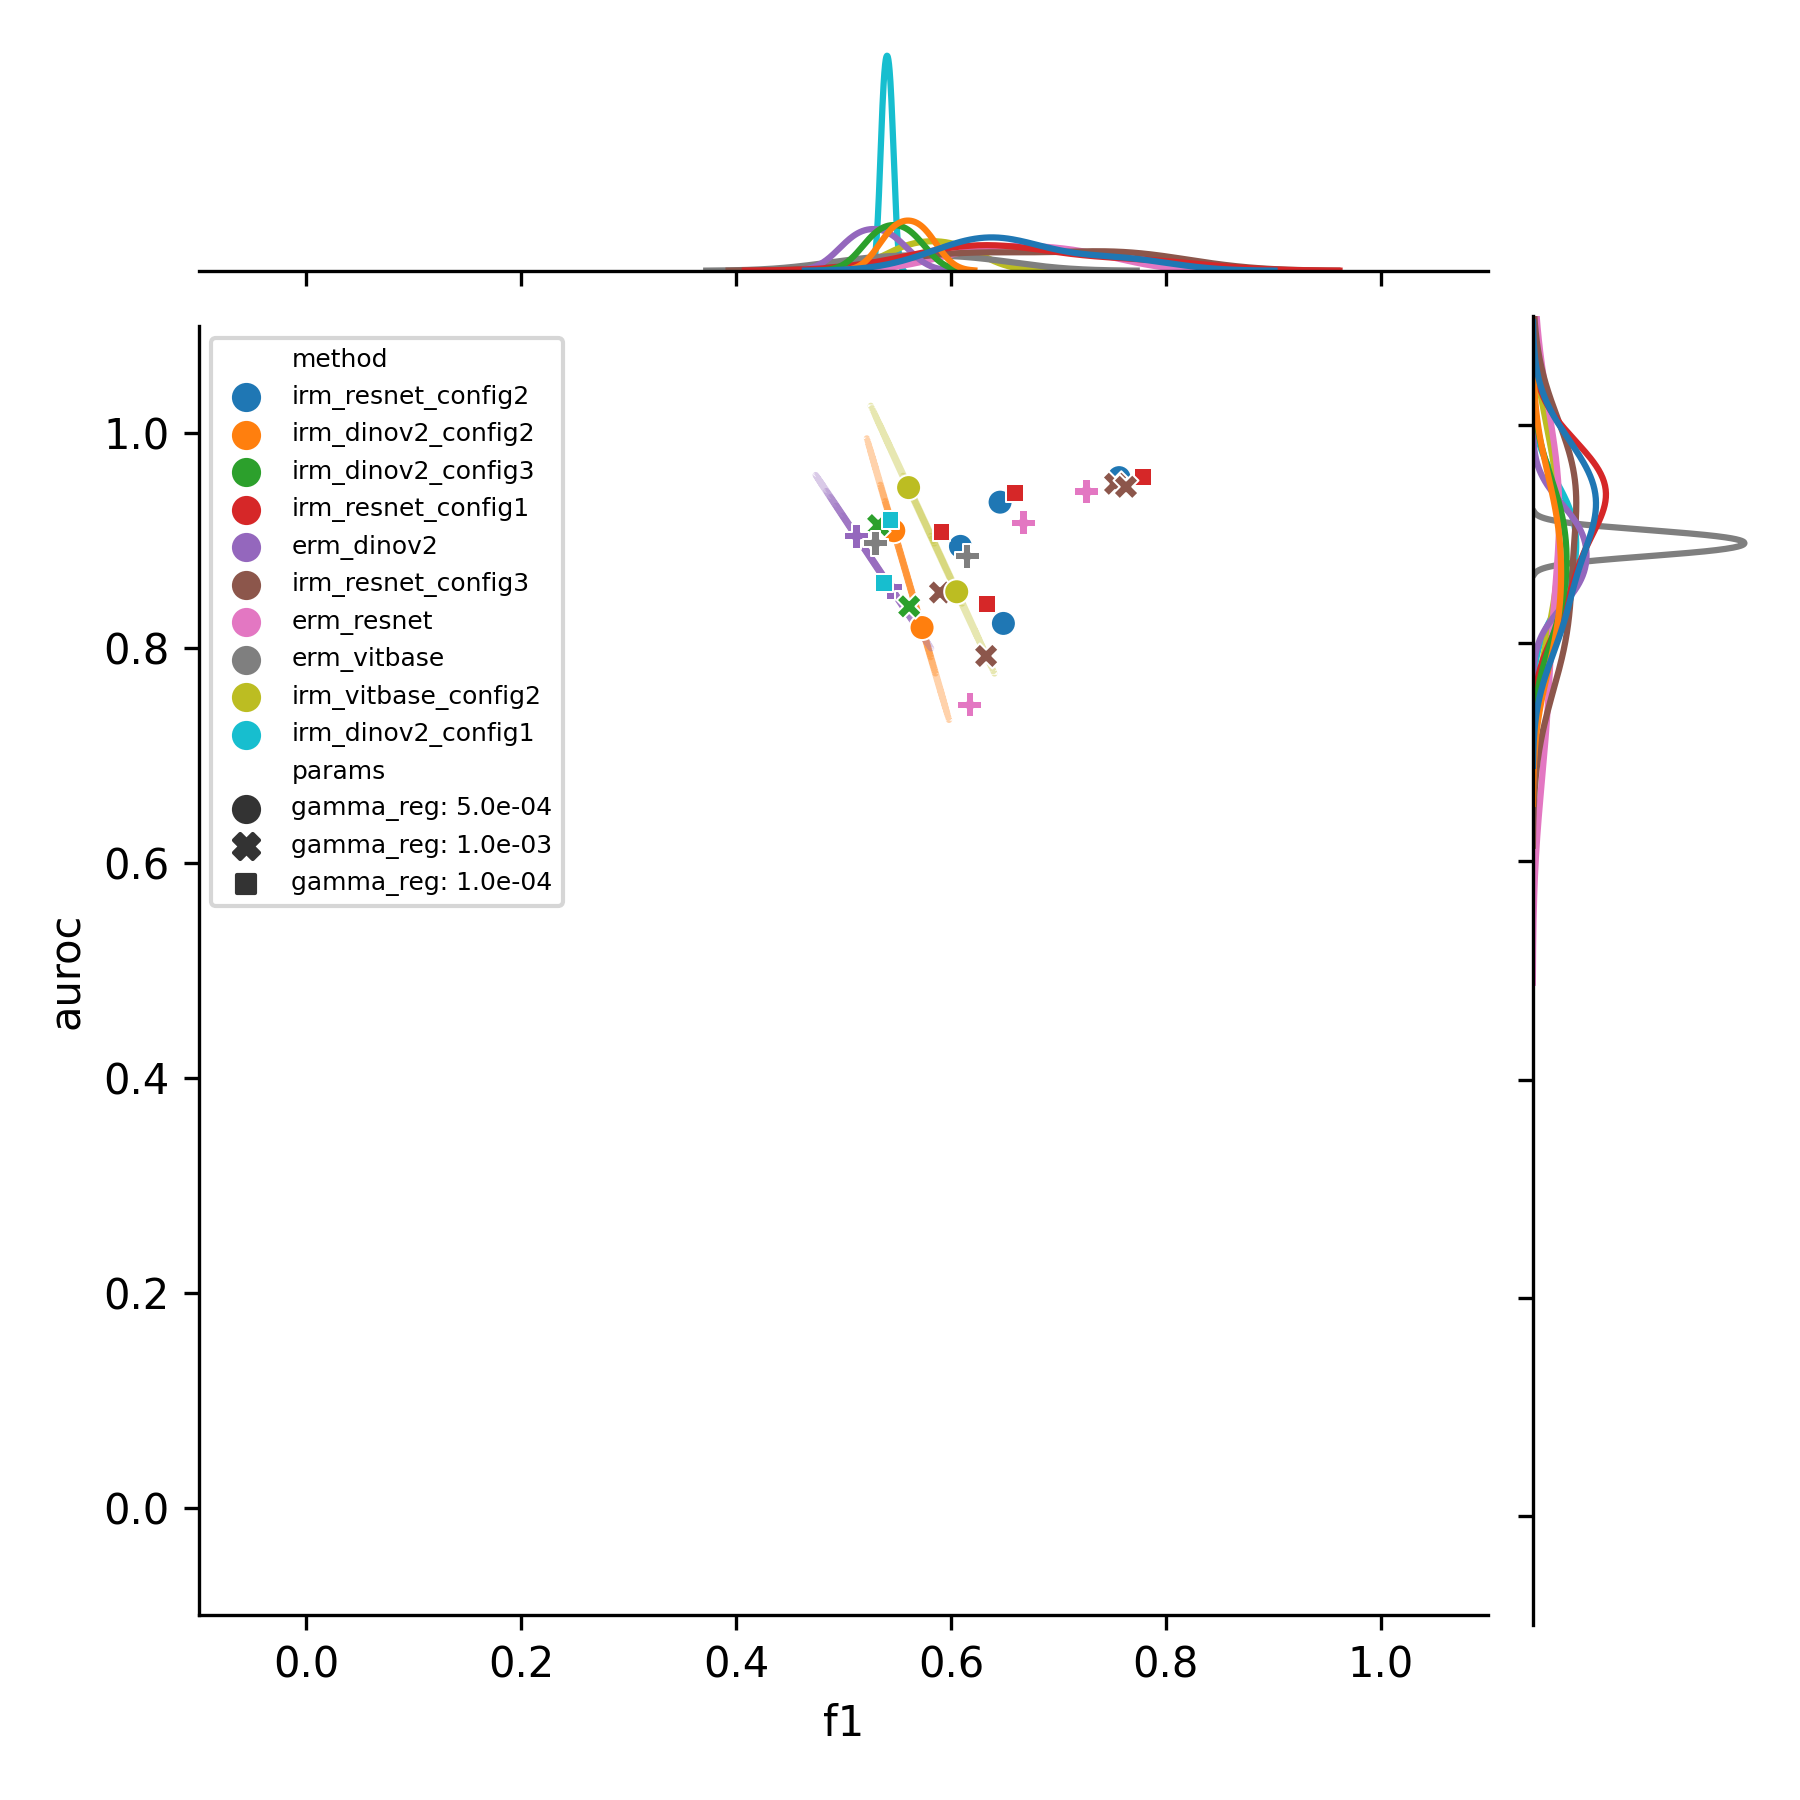 method
irm_resnet_config2
irm_dinov2_config2
irm_dinov2_config3
irm_resnet_config1
erm_dinov2
irm_resnet_config3
erm_resnet
erm_vitbase
irm_vitbase_config2
irm_dinov2_config1
params
gamma_reg: 5.0e-04
gamma_reg: 1.0e-03
gamma_reg: 1.0e-04
1.0
0.8
0.6
0.4
0.2
0.0
auroc
0.0 0.2 0.4 0.6 0.8 1.0
f1